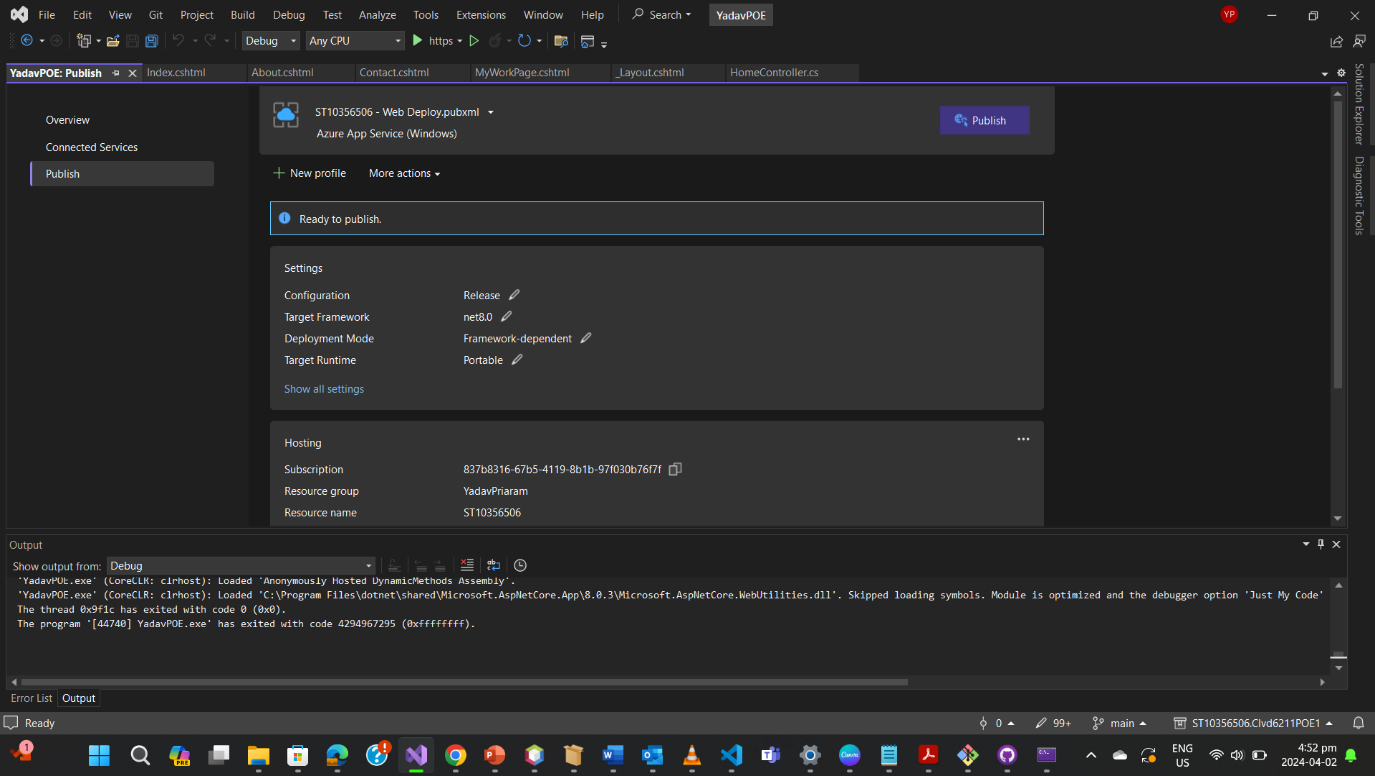 File Edit View Git Project Build Debug Test Analyze Tools Extensions Window Help Search YadavPOE YP
Debug Any CPU https
YadavPOE: Publish Index.cshtml About.cshtml Contact.cshtml MyWorkPage.cshtml _Layout.cshtml HomeController.cs
Solution Explorer
Diagnostic Tools
Overview
Connected Services
Publish
ST10356506 - Web Deploy.pubxml
Azure App Service (Windows)
Publish
New profile More actions
Ready to publish.
Settings
Configuration Release
Target Framework net8.0
Deployment Mode Framework-dependent
Target Runtime Portable
Show all settings
Hosting
Subscription 837b8316-67b5-4119-8b1b-97f030b76f7f
Resource group YadavPriaram
Resource name ST10356506
Output
Show output from: Debug
'YadavPOE.exe' (CoreCLR: clrhost): Loaded 'Anonymously Hosted DynamicMethods Assembly'.
'YadavPOE.exe' (CoreCLR: clrhost): Loaded 'C:\Program Files\dotnet\shared\Microsoft.AspNetCore.App\8.0.3\Microsoft.AspNetCore.WebUtilities.dll'. Skipped loading symbols. Module is optimized and the debugger option 'Just My Code'
The thread 0x9f1c has exited with code 0 (0x0).
The program '[44740] YadavPOE.exe' has exited with code 4294967295 (0xffffffff).
Error List Output
Ready 0 99+ main ST10356506.Clvd6211POE1
1 PRE ENG US 4:52 pm
2024-04-02